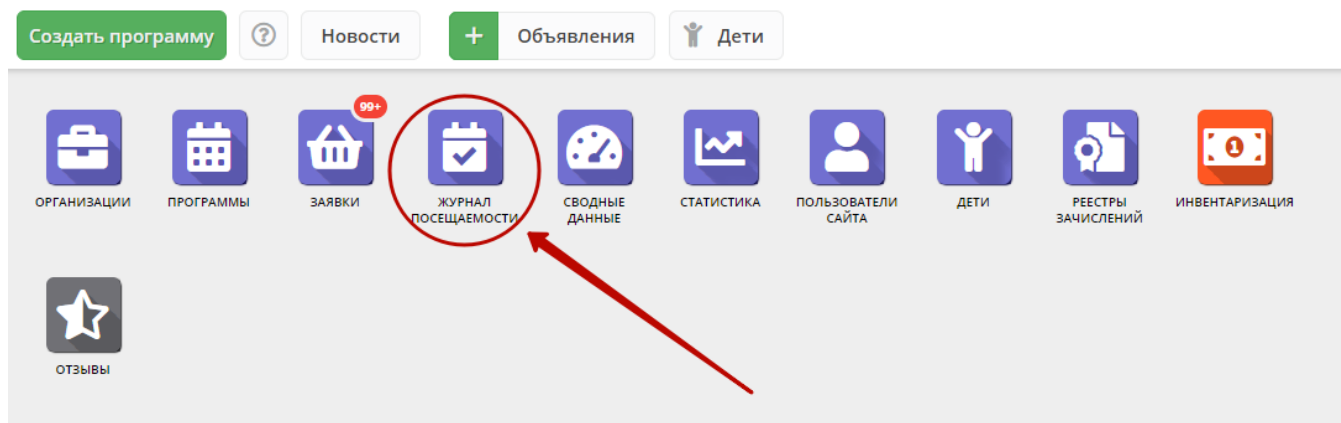 Создать программу
?
Новости
+
Объявления
Дети
99+
ОРГАНИЗАЦИИ
ПРОГРАММЫ
ЗАЯВКИ
ЖУРНАЛ
ПОСЕЩАЕМОСТИ
СВОДНЫЕ
ДАННЫЕ
СТАТИСТИКА
ПОЛЬЗОВАТЕЛИ
САЙТА
ДЕТИ
РЕЕСТРЫ
ЗАЧИСЛЕНИЙ
1
ИНВЕНТАРИЗАЦИЯ
ОТЗЫВЫ